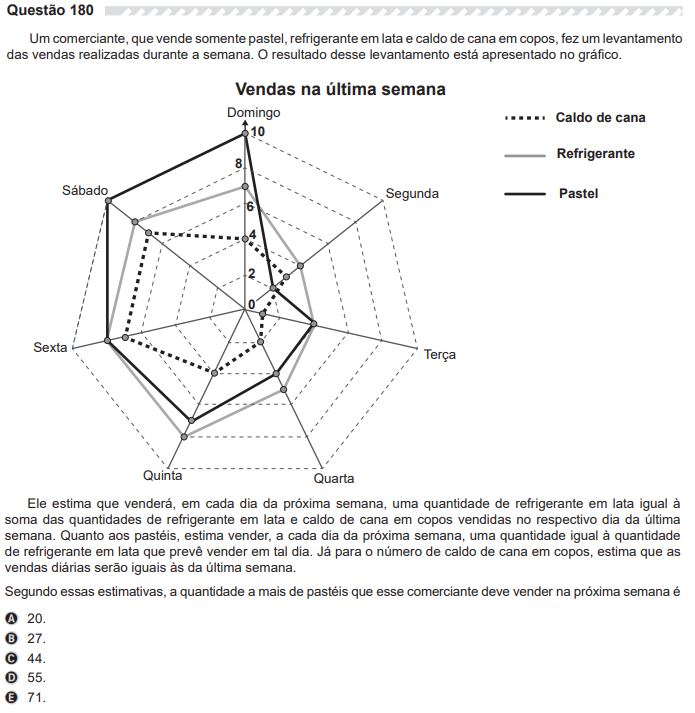 Questão 180
Um comerciante, que vende somente pastel, refrigerante em lata e caldo de cana em copos, fez um levantamento
das vendas realizadas durante a semana. O resultado desse levantamento está apresentado no gráfico.
Vendas na última semana
Domingo
10
8
6
4
2
0
Segunda
Terça
Quarta
Quinta
Sexta
Sábado
Caldo de cana
Refrigerante
Pastel
Ele estima que venderá, em cada dia da próxima semana, uma quantidade de refrigerante em lata igual à
soma das quantidades de refrigerante em lata e caldo de cana em copos vendidas no respectivo dia da última
semana. Quanto aos pastéis, estima vender, a cada dia da próxima semana, uma quantidade igual à quantidade
de refrigerante em lata que prevê vender em tal dia. Já para o número de caldo de cana em copos, estima que as
vendas diárias serão iguais às da última semana.
Segundo essas estimativas, a quantidade a mais de pastéis que esse comerciante deve vender na próxima semana é
A 20.
B 27.
C 44.
D 55.
E 71.